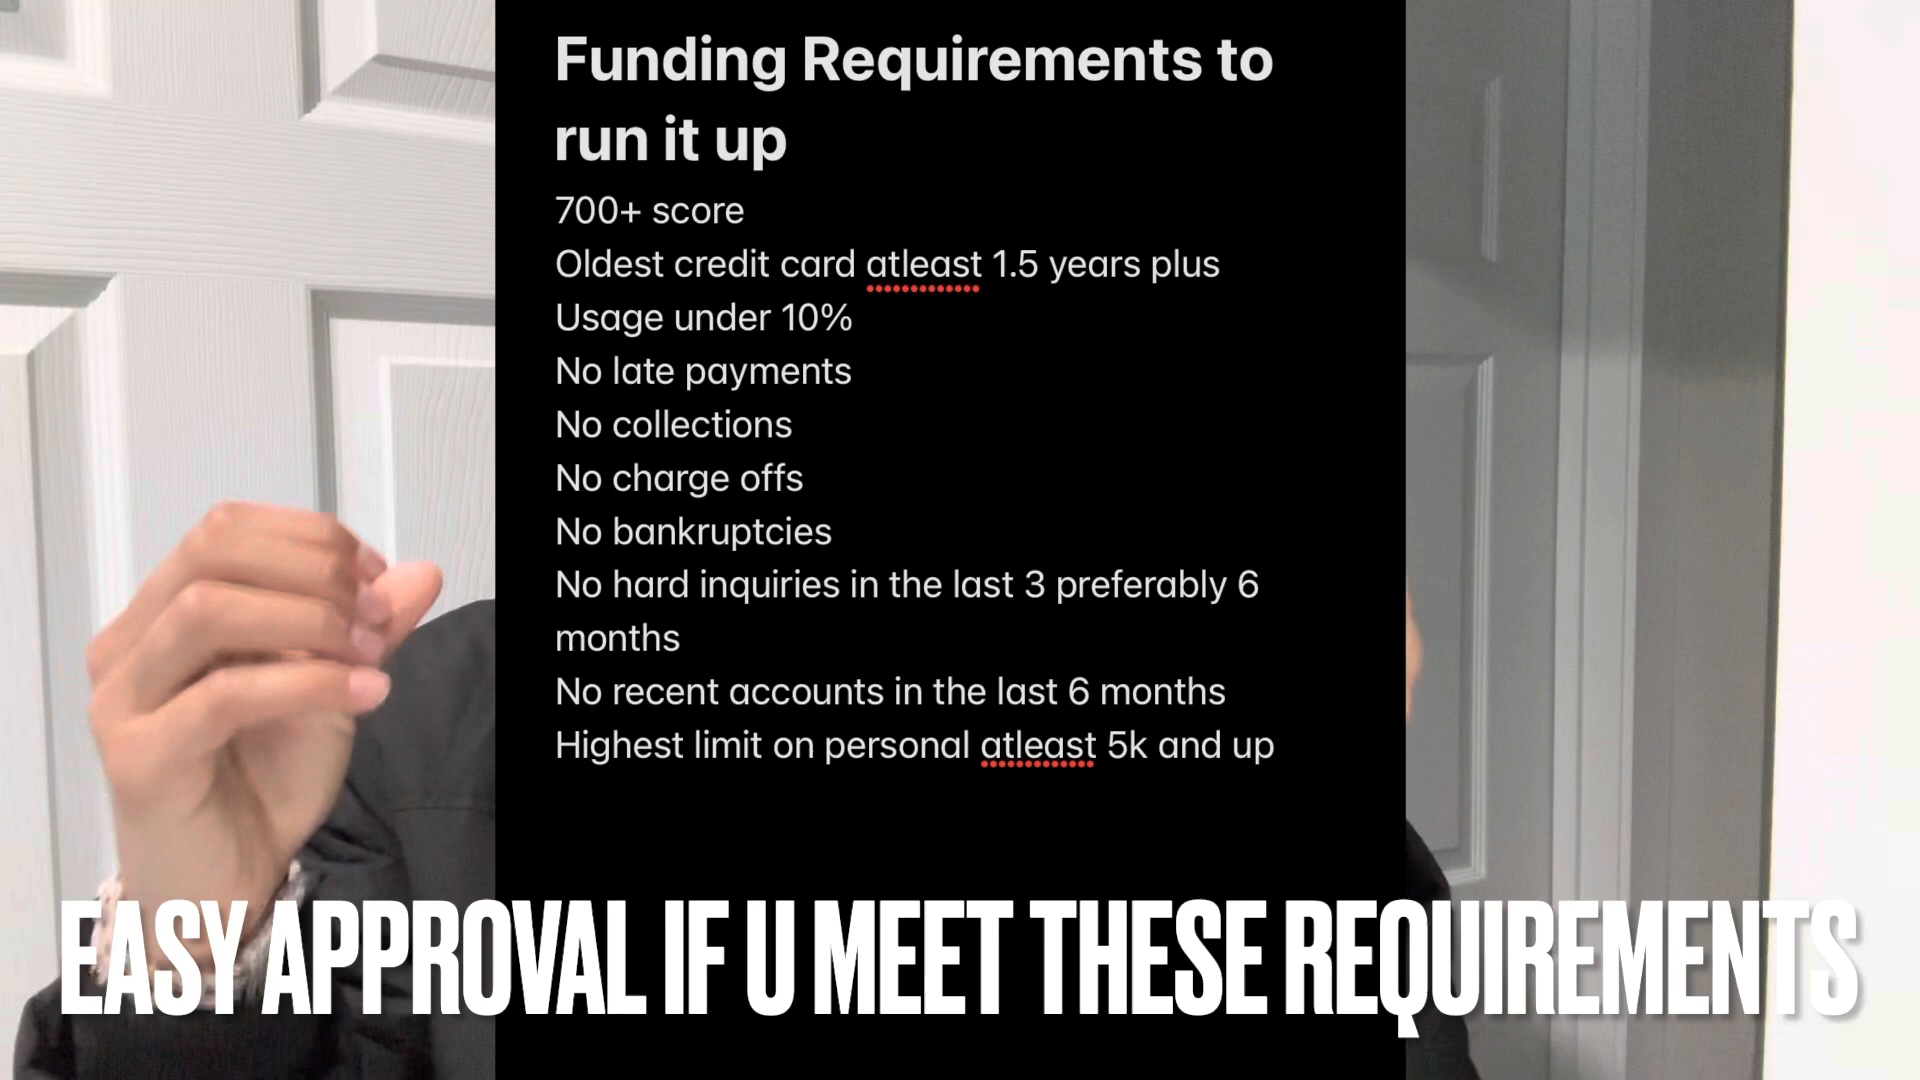 Funding Requirements to
run it up
700+ score
Oldest credit card atleast 1.5 years plus
Usage under 10%
No late payments
No collections
No charge offs
No bankruptcies
No hard inquiries in the last 3 preferably 6
months
No recent accounts in the last 6 months
Highest limit on personal atleast 5k and up
EASY APPROVAL IF U MEET THESE REQUIREMENTS